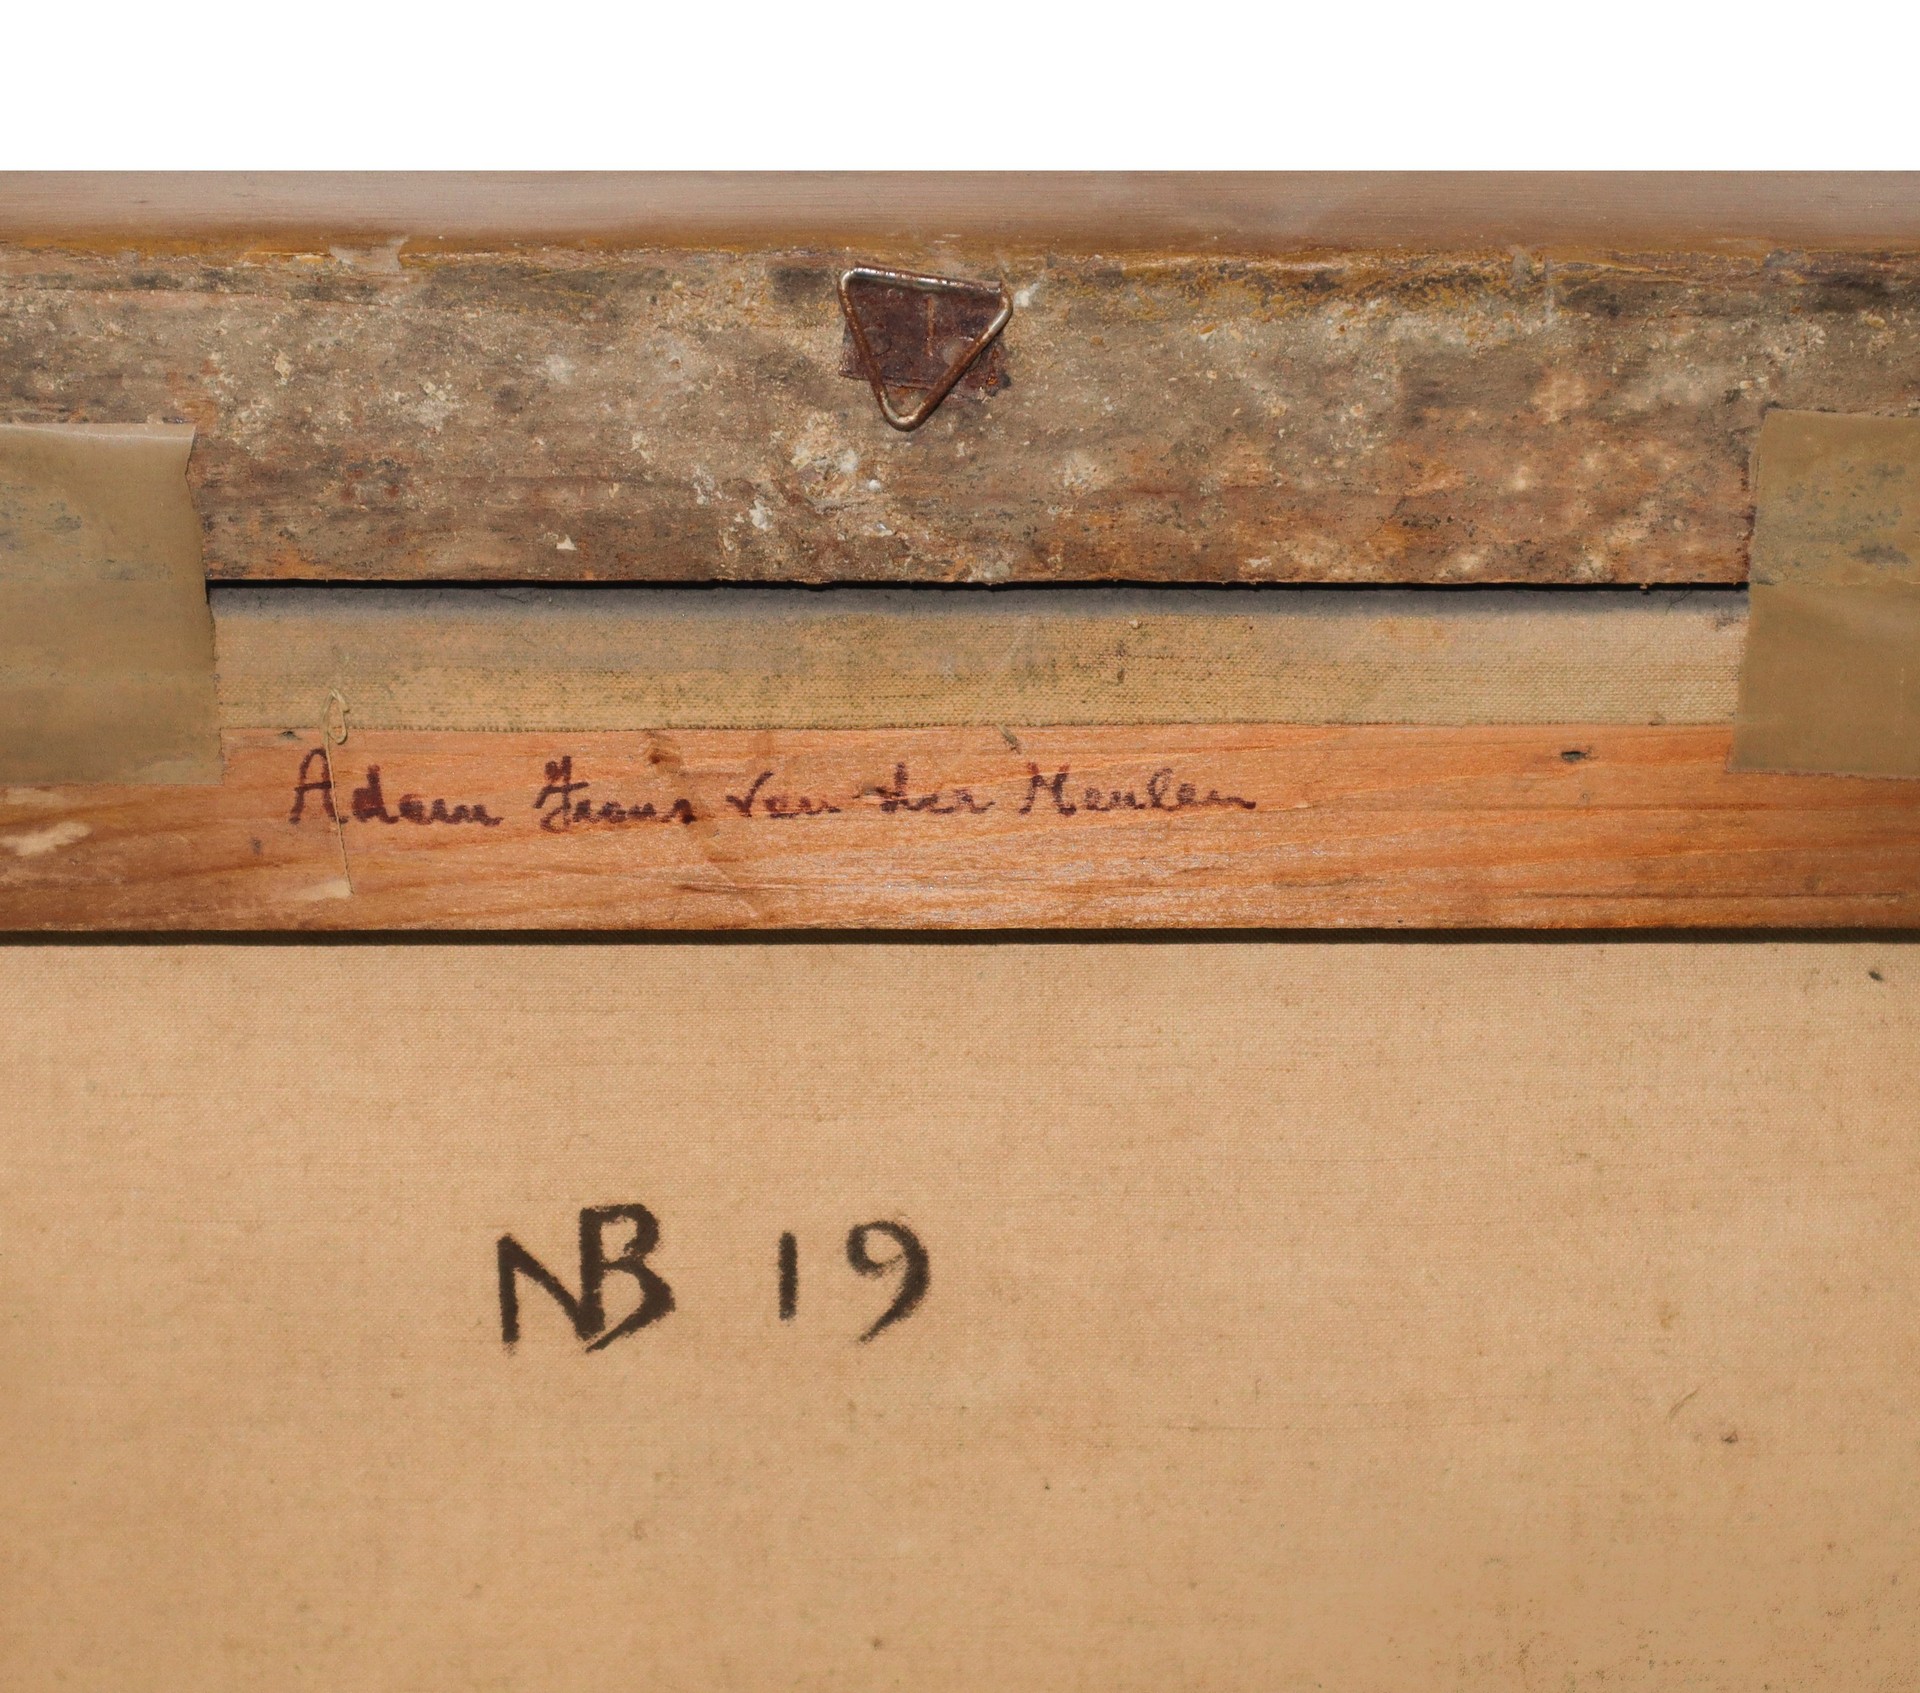 Adam Frans van der Meulen
NB 19